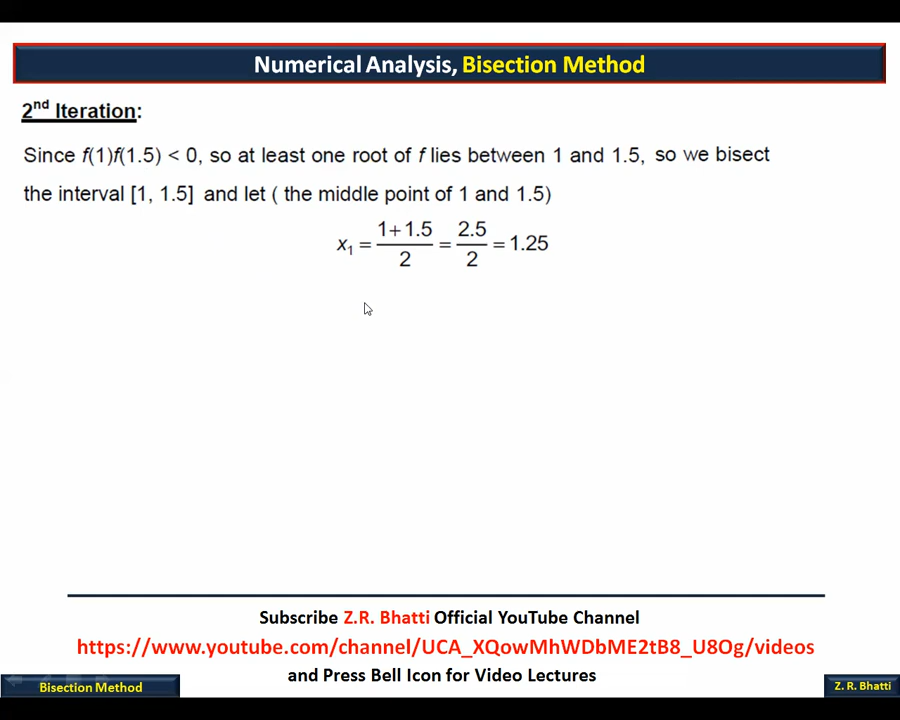 Numerical Analysis, Bisection Method
2nd Iteration:
Since f(1)f(1.5) < 0, so at least one root of f lies between 1 and 1.5, so we bisect
the interval [1, 1.5] and let ( the middle point of 1 and 1.5)
x₁ = (1+1.5)/2 = 2.5/2 = 1.25
Subscribe Z.R. Bhatti Official YouTube Channel
https://www.youtube.com/channel/UCA_XQowMhWDbME2tB8_U8Og/videos
and Press Bell Icon for Video Lectures
Bisection Method
Z. R. Bhatti